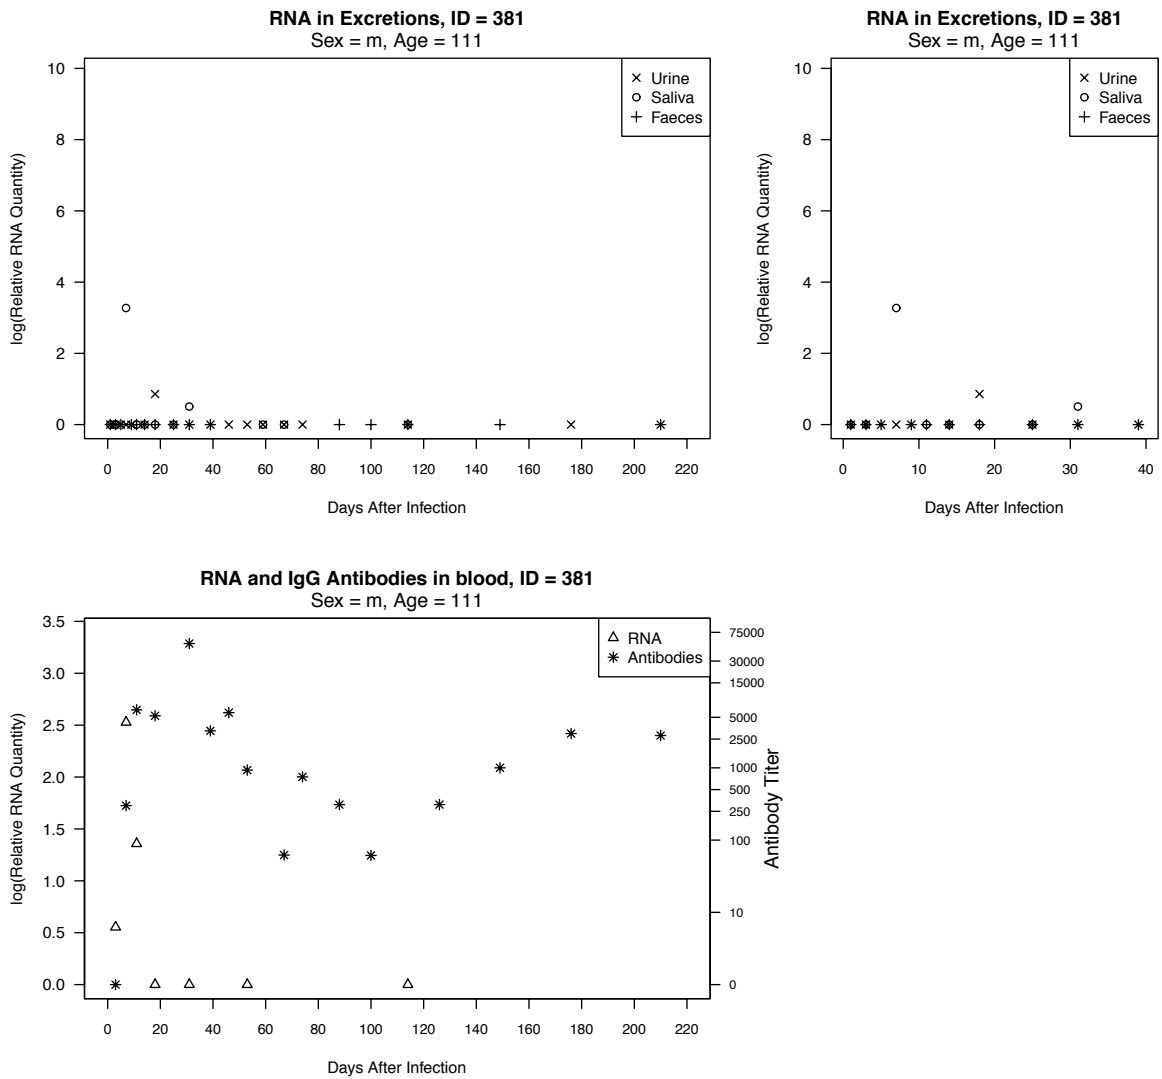 RNA in Excretions, ID = 381
Sex = m, Age = 111
log(Relative RNA Quantity)
10
8
6
4
2
0
Urine
Saliva
Faeces
0 20 40 60 80 100 120 140 160 180 200 220
Days After Infection
RNA in Excretions, ID = 381
Sex = m, Age = 111
log(Relative RNA Quantity)
10
8
6
4
2
0
Urine
Saliva
Faeces
0 10 20 30 40
Days After Infection
RNA and IgG Antibodies in blood, ID = 381
Sex = m, Age = 111
log(Relative RNA Quantity)
3.5
3.0
2.5
2.0
1.5
1.0
0.5
0.0
RNA
Antibodies
75000
30000
15000
5000
2500
1000
500
250
100
10
0
Antibody Titer
0 20 40 60 80 100 120 140 160 180 200 220
Days After Infection